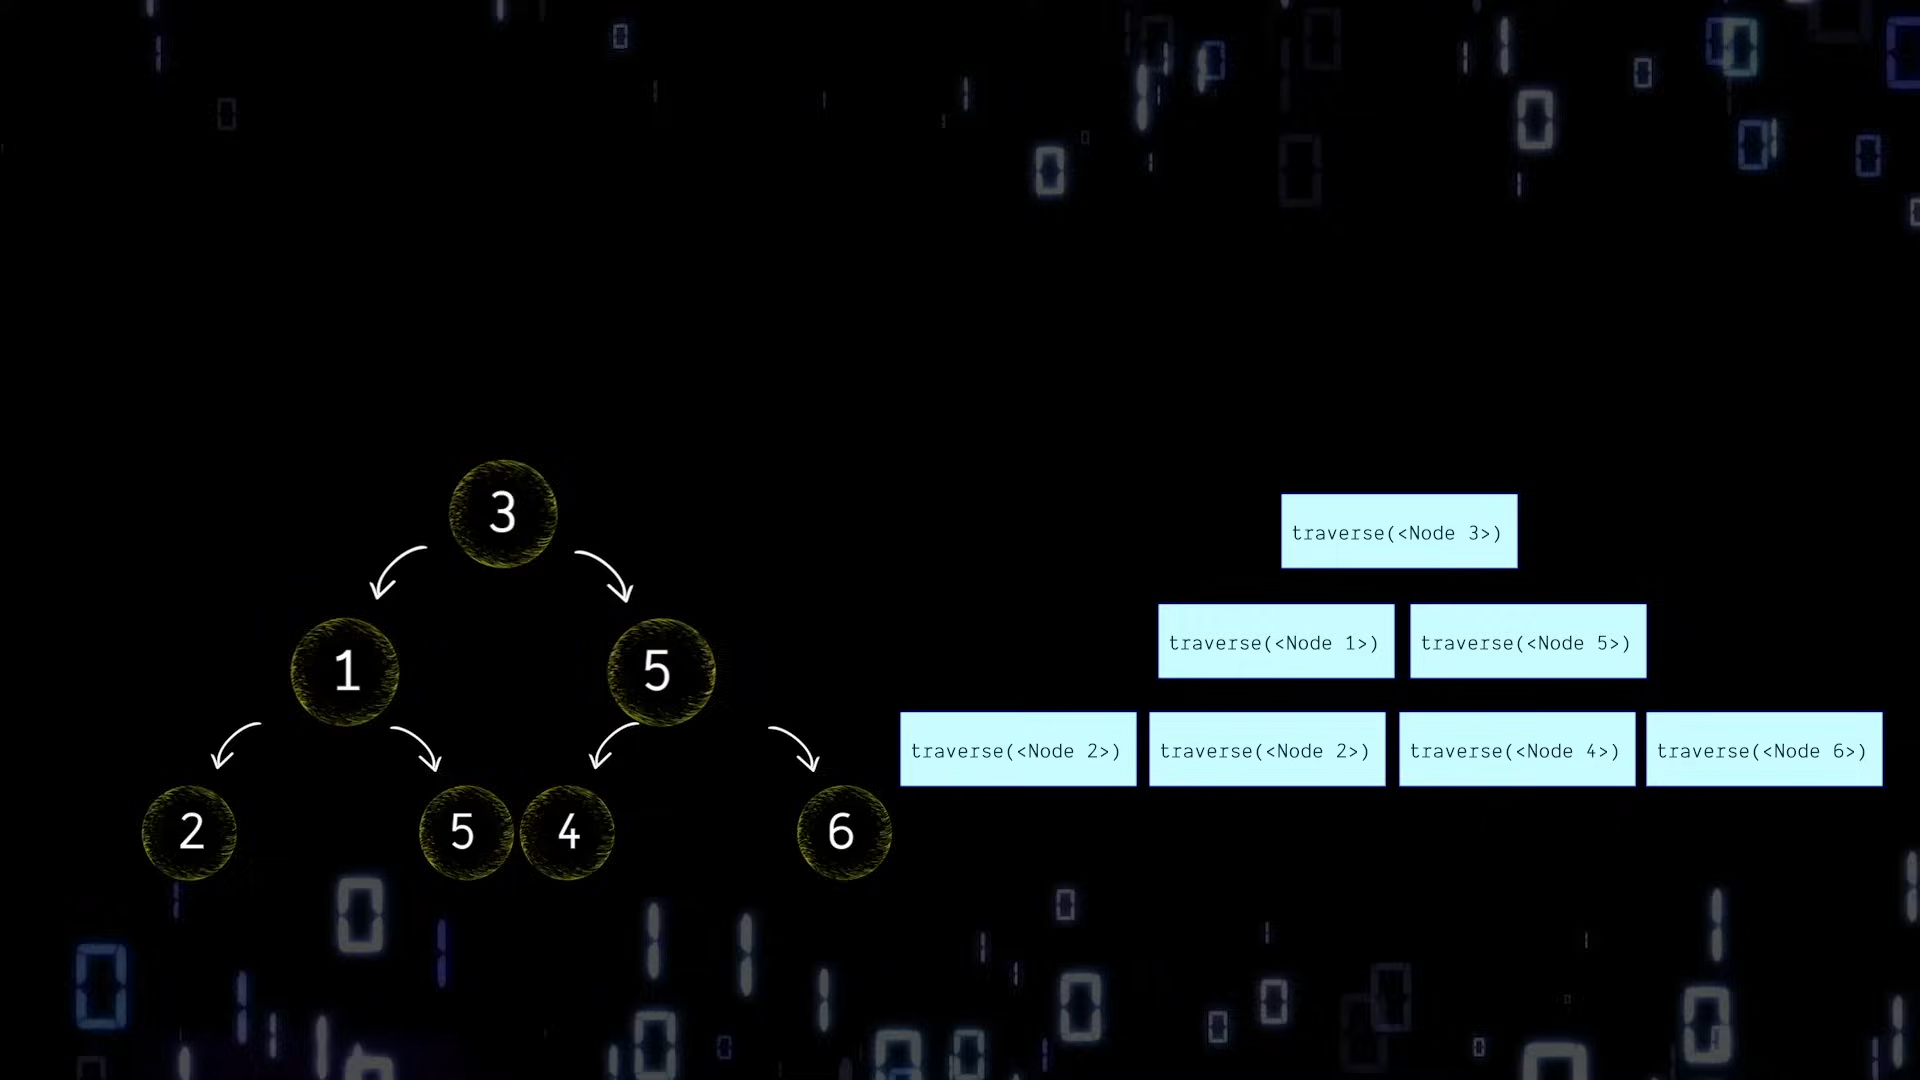 3
1 5
2 5 4 6
traverse(<Node 3>)
traverse(<Node 1>) traverse(<Node 5>)
traverse(<Node 2>) traverse(<Node 2>) traverse(<Node 4>) traverse(<Node 6>)